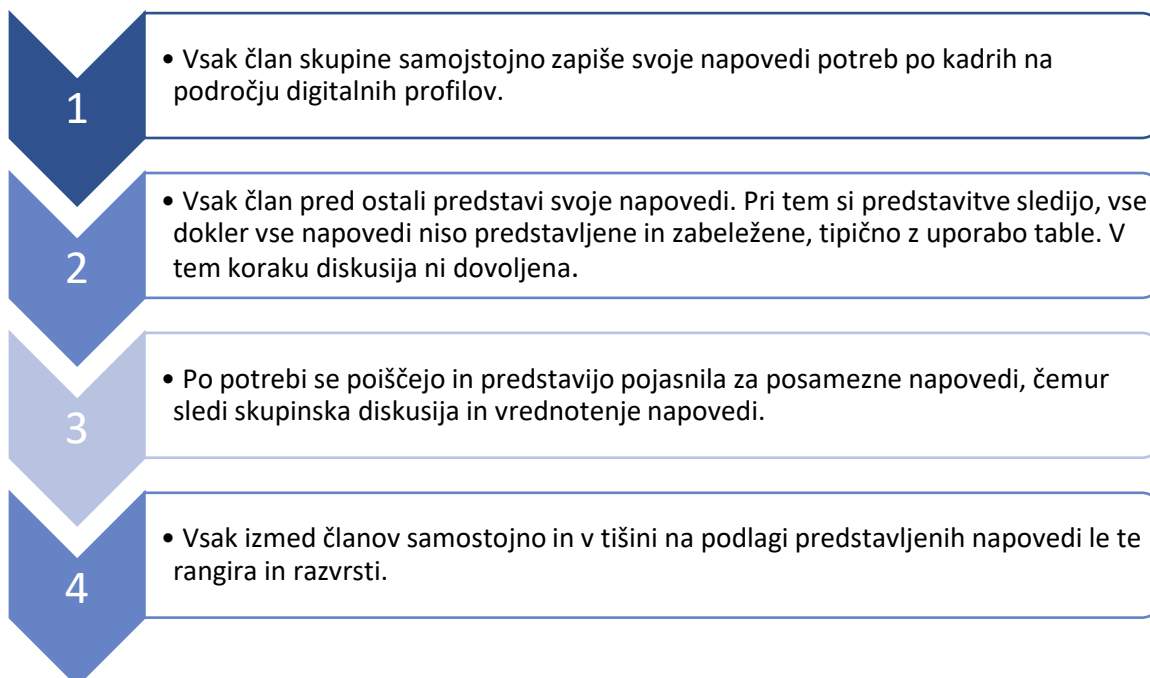 1
• Vsak član skupine samojstojno zapiše svoje napovedi potreb po kadrih na
področju digitalnih profilov.
2
• Vsak član pred ostali predstavi svoje napovedi. Pri tem si predstavitve sledijo, vse
dokler vse napovedi niso predstavljene in zabeležene, tipično z uporabo table. V
tem koraku diskusija ni dovoljena.
3
• Po potrebi se poiščejo in predstavijo pojasnila za posamezne napovedi, čemur
sledi skupinska diskusija in vrednotenje napovedi.
4
• Vsak izmed članov samostojno in v tišini na podlagi predstavljenih napovedi le te
rangira in razvrsti.